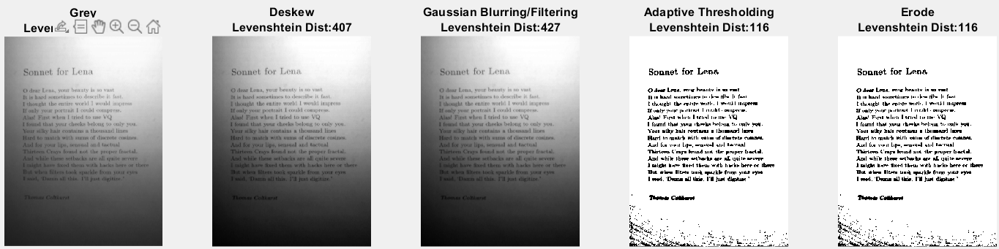 Grey
Leve
Sonnet for Lena
O dear Lena, your beauty is so vast
It is hard sometimes to describe it fast.
I thought the entire world I would impress
If only your portrait I could compress.
Alas! First when I tried to use VQ
I found that your cheeks belong to only you.
Your silky hair contains a thousand lines
Hard to match with sums of discrete cosines.
And for your lips, sensual and tactual
Thirteen Crays found not the proper fractal.
And while these setbacks are all quite severe
I might have fixed them with hacks here or there
But when filters took sparkle from your eyes
I said, 'Damn all this. I'll just digitize.'
Thomas Colthurst
Deskew
Levenshtein Dist:407
Sonnet for Lena
O dear Lena, your beauty is so vast
It is hard sometimes to describe it fast.
I thought the entire world I would impress
If only your portrait I could compress.
Alas! First when I tried to use VQ
I found that your cheeks belong to only you.
Your silky hair contains a thousand lines
Hard to match with sums of discrete cosines.
And for your lips, sensual and tactual
Thirteen Crays found not the proper fractal.
And while these setbacks are all quite severe
I might have fixed them with hacks here or there
But when filters took sparkle from your eyes
I said, 'Damn all this. I'll just digitize.'
Thomas Colthurst
Gaussian Blurring/Filtering
Levenshtein Dist:427
Sonnet for Lena
O dear Lena, your beauty is so vast
It is hard sometimes to describe it fast.
I thought the entire world I would impress
If only your portrait I could compress.
Alas! First when I tried to use VQ
I found that your cheeks belong to only you.
Your silky hair contains a thousand lines
Hard to match with sums of discrete cosines.
And for your lips, sensual and tactual
Thirteen Crays found not the proper fractal.
And while these setbacks are all quite severe
I might have fixed them with hacks here or there
But when filters took sparkle from your eyes
I said, 'Damn all this. I'll just digitize.'
Thomas Colthurst
Adaptive Thresholding
Levenshtein Dist:116
Sonnet for Lena
O dear Lena, your beauty is so vast
It is hard sometimes to describe it fast.
I thought the entire world I would impress
If only your portrait I could compress.
Alas! First when I tried to use VQ
I found that your cheeks belong to only you.
Your silky hair contains a thousand lines
Hard to match with sums of discrete cosines.
And for your lips, sensual and tactual
Thirteen Crays found not the proper fractal.
And while these setbacks are all quite severe
I might have fixed them with hacks here or there
But when filters took sparkle from your eyes
I said, 'Damn all this. I'll just digitize.'
Thomas Colthurst
Erode
Levenshtein Dist:116
Sonnet for Lena
O dear Lena, your beauty is so vast
It is hard sometimes to describe it fast.
I thought the entire world I would impress
If only your portrait I could compress.
Alas! First when I tried to use VQ
I found that your cheeks belong to only you.
Your silky hair contains a thousand lines
Hard to match with sums of discrete cosines.
And for your lips, sensual and tactual
Thirteen Crays found not the proper fractal.
And while these setbacks are all quite severe
I might have fixed them with hacks here or there
But when filters took sparkle from your eyes
I said, 'Damn all this. I'll just digitize.'
Thomas Colthurst